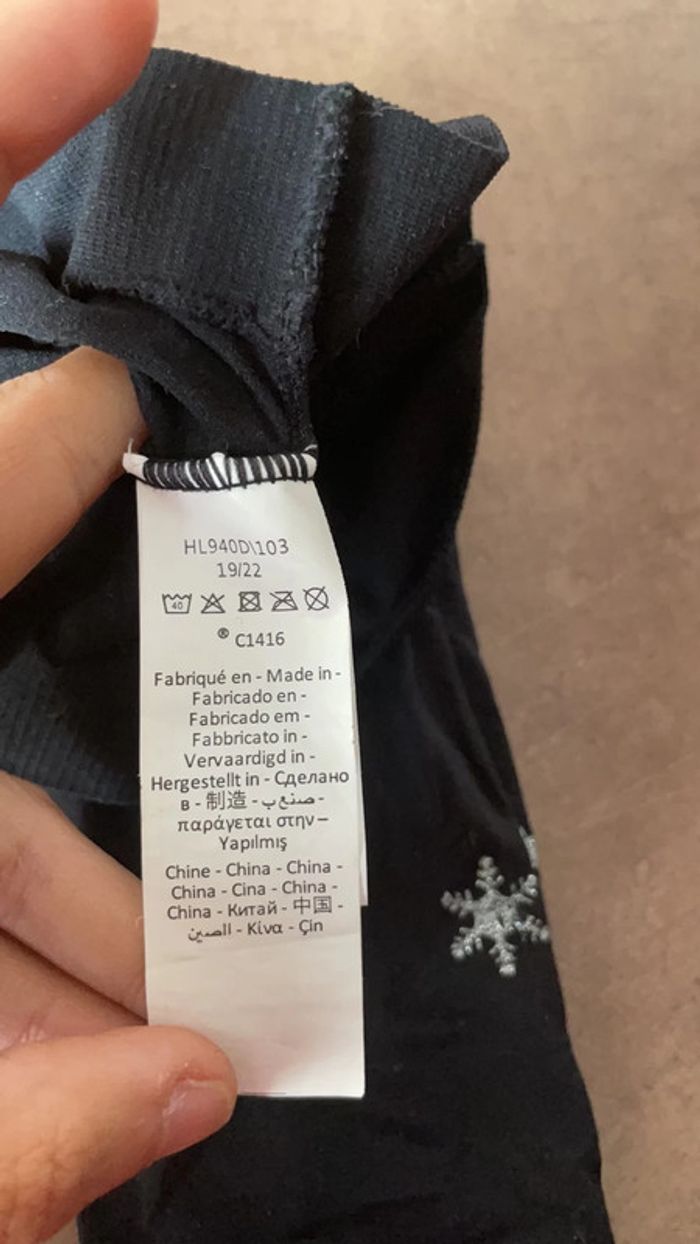 HL940D\103
19/22
40
® C1416
Fabriqué en - Made in -
Fabricado en -
Fabricado em -
Fabbricato in -
Vervaardigd in -
Hergestellt in - Сделано
в - 制造 - صنع ب -
παράγεται στην –
Yapılmış
Chine - China - China -
China - Cina - China -
China - Китай - 中国 -
الصين - Κίνα - Çin